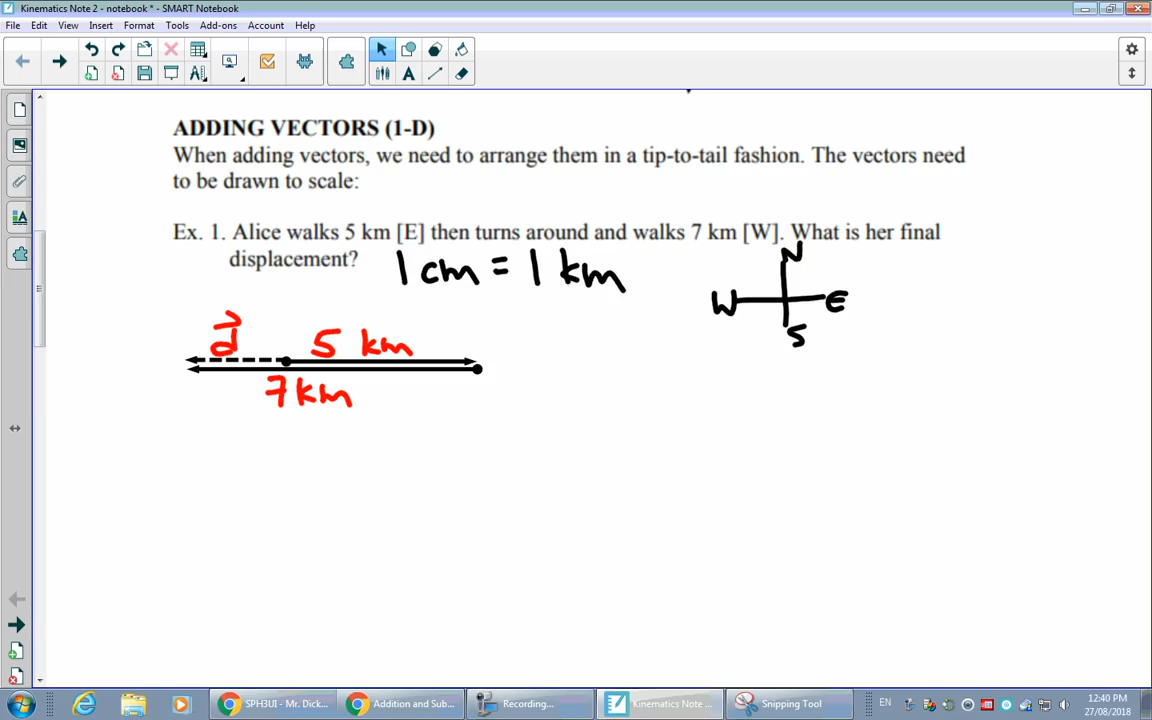 Kinematics Note 2 - notebook * - SMART Notebook
File Edit View Insert Format Tools Add-ons Account Help
ADDING VECTORS (1-D)
When adding vectors, we need to arrange them in a tip-to-tail fashion. The vectors need
to be drawn to scale:
Ex. 1. Alice walks 5 km [E] then turns around and walks 7 km [W]. What is her final
displacement?
1 cm = 1 km
N
W E
S
d 5 km
7 km
SPH3UI - Mr. Dick... Addition and Sub... Recording... Kinematics Note ... Snipping Tool EN 12:40 PM
27/08/2018